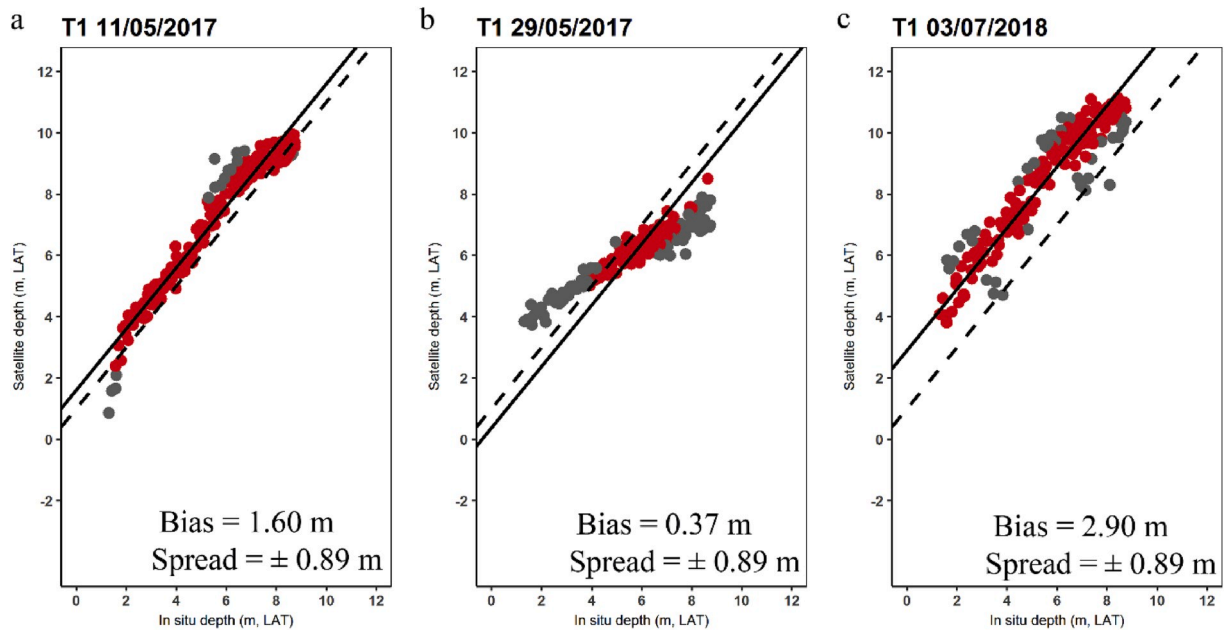 a
T1 11/05/2017
12
10
8
6
4
2
0
-2
Satellite depth (m, LAT)
Bias = 1.60 m
Spread = ± 0.89 m
0 2 4 6 8 10 12
In situ depth (m, LAT)
b
T1 29/05/2017
12
10
8
6
4
2
0
-2
Satellite depth (m, LAT)
Bias = 0.37 m
Spread = ± 0.89 m
0 2 4 6 8 10 12
In situ depth (m, LAT)
c
T1 03/07/2018
12
10
8
6
4
2
0
-2
Satellite depth (m, LAT)
Bias = 2.90 m
Spread = ± 0.89 m
0 2 4 6 8 10 12
In situ depth (m, LAT)